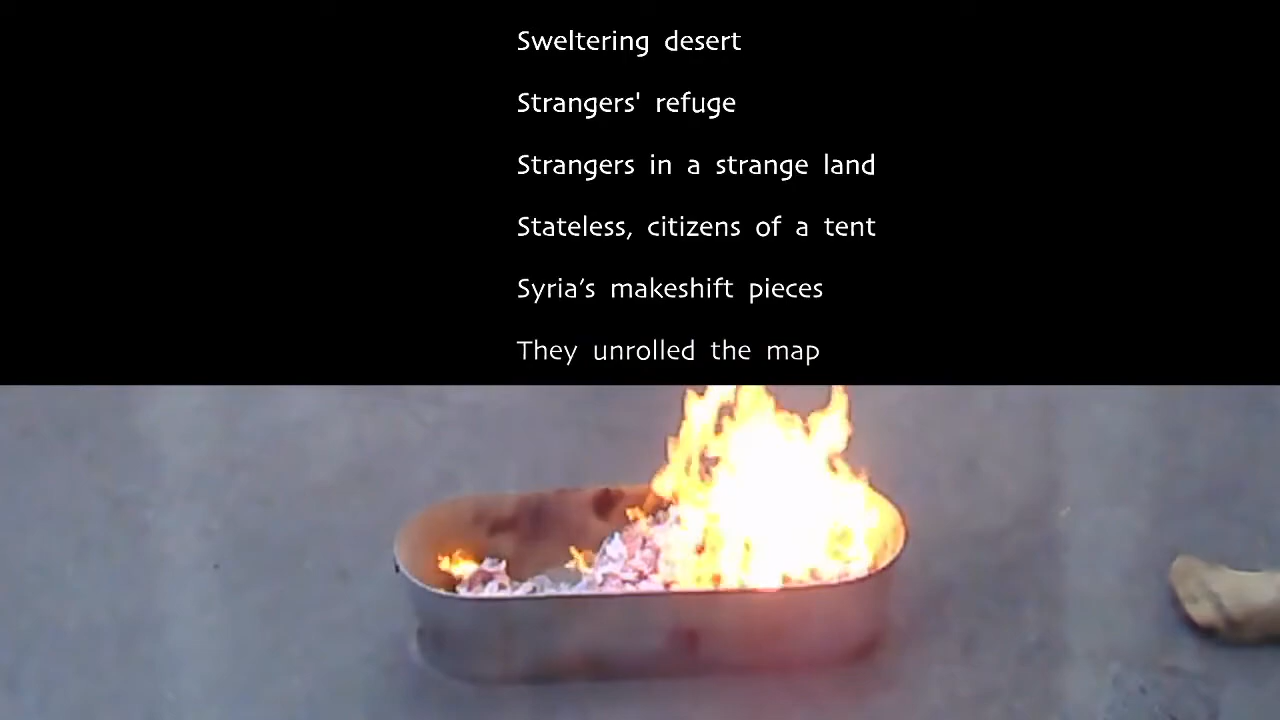 Sweltering desert
Strangers' refuge
Strangers in a strange land
Stateless, citizens of a tent
Syria’s makeshift pieces
They unrolled the map